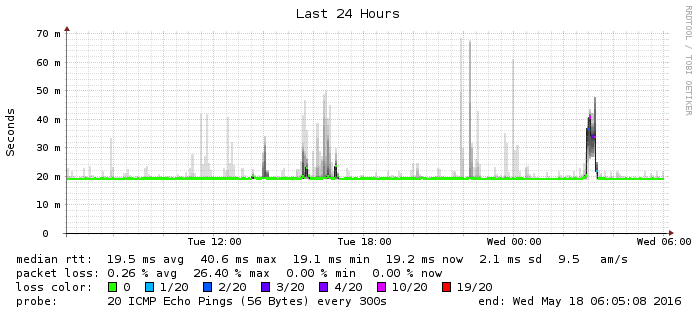 Last 24 Hours
RRDTOOL / TOBI OETIKER
Seconds
70 m
60 m
50 m
40 m
30 m
20 m
10 m
0
Tue 12:00 Tue 18:00 Wed 00:00 Wed 06:00
median rtt: 19.5 ms avg 40.6 ms max 19.1 ms min 19.2 ms now 2.1 ms sd 9.5 am/s
packet loss: 0.26 % avg 26.40 % max 0.00 % min 0.00 % now
loss color: 0 1/20 2/20 3/20 4/20 10/20 19/20
probe: 20 ICMP Echo Pings (56 Bytes) every 300s end: Wed May 18 06:05:08 2016